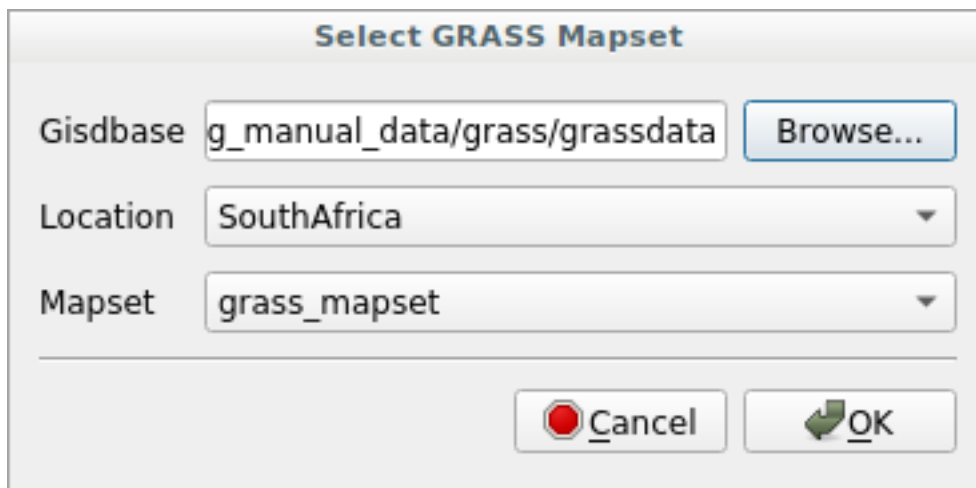 Select GRASS Mapset
Gisdbase g_manual_data/grass/grassdata Browse...
Location SouthAfrica
Mapset grass_mapset
Cancel OK